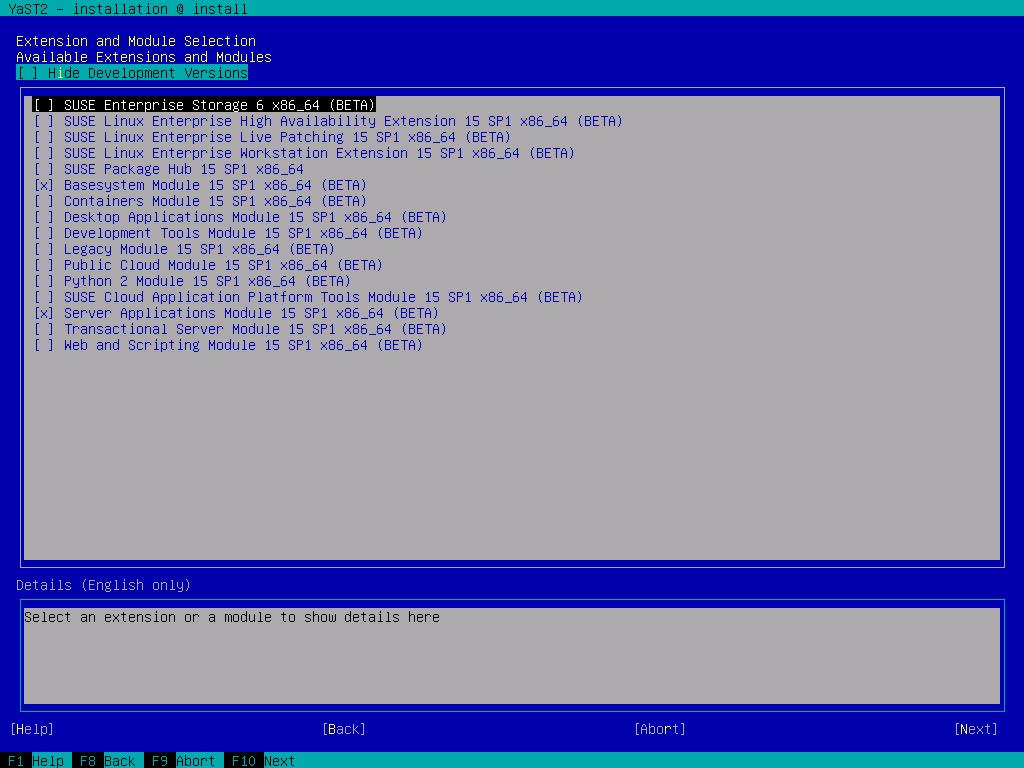 YaST2 - installation @ install
Extension and Module Selection
Available Extensions and Modules
[ ] Hide Development Versions
[ ] SUSE Enterprise Storage 6 x86_64 (BETA)
[ ] SUSE Linux Enterprise High Availability Extension 15 SP1 x86_64 (BETA)
[ ] SUSE Linux Enterprise Live Patching 15 SP1 x86_64 (BETA)
[ ] SUSE Linux Enterprise Workstation Extension 15 SP1 x86_64 (BETA)
[ ] SUSE Package Hub 15 SP1 x86_64
[x] Basesystem Module 15 SP1 x86_64 (BETA)
[ ] Containers Module 15 SP1 x86_64 (BETA)
[ ] Desktop Applications Module 15 SP1 x86_64 (BETA)
[ ] Development Tools Module 15 SP1 x86_64 (BETA)
[ ] Legacy Module 15 SP1 x86_64 (BETA)
[ ] Public Cloud Module 15 SP1 x86_64 (BETA)
[ ] Python 2 Module 15 SP1 x86_64 (BETA)
[ ] SUSE Cloud Application Platform Tools Module 15 SP1 x86_64 (BETA)
[x] Server Applications Module 15 SP1 x86_64 (BETA)
[ ] Transactional Server Module 15 SP1 x86_64 (BETA)
[ ] Web and Scripting Module 15 SP1 x86_64 (BETA)
Details (English only)
Select an extension or a module to show details here
[Help] [Back] [Abort] [Next]
F1 Help F8 Back F9 Abort F10 Next